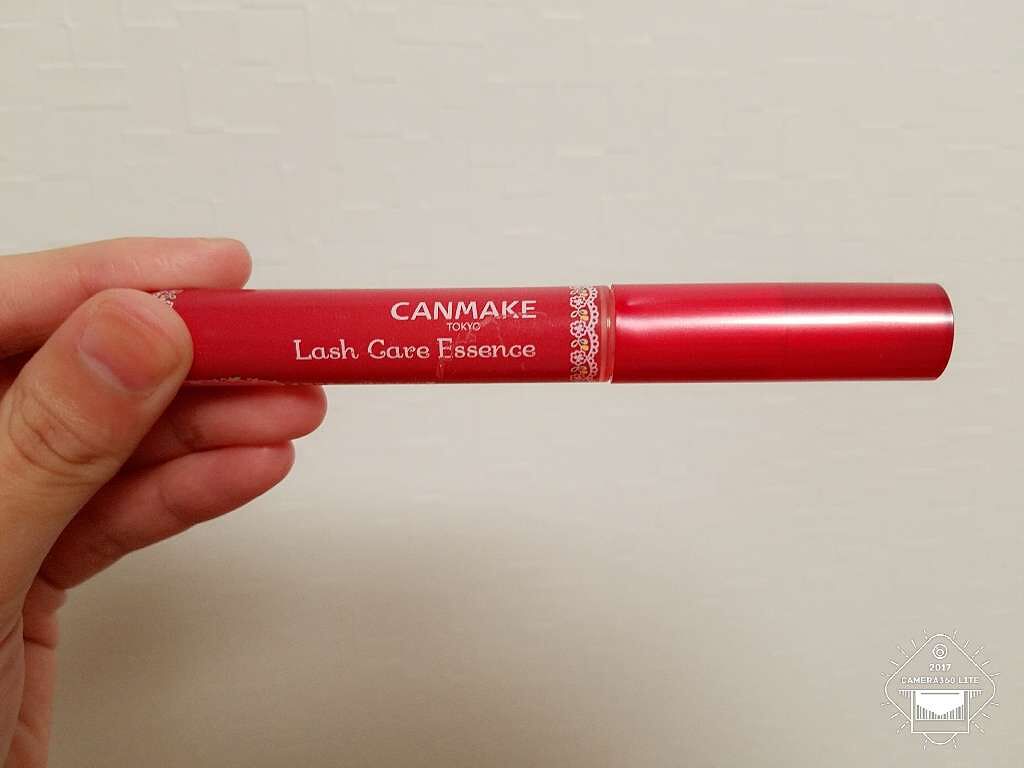 CANMAKE
TOKYO
Lash Care Essence
2017
CAMERA360 LITE